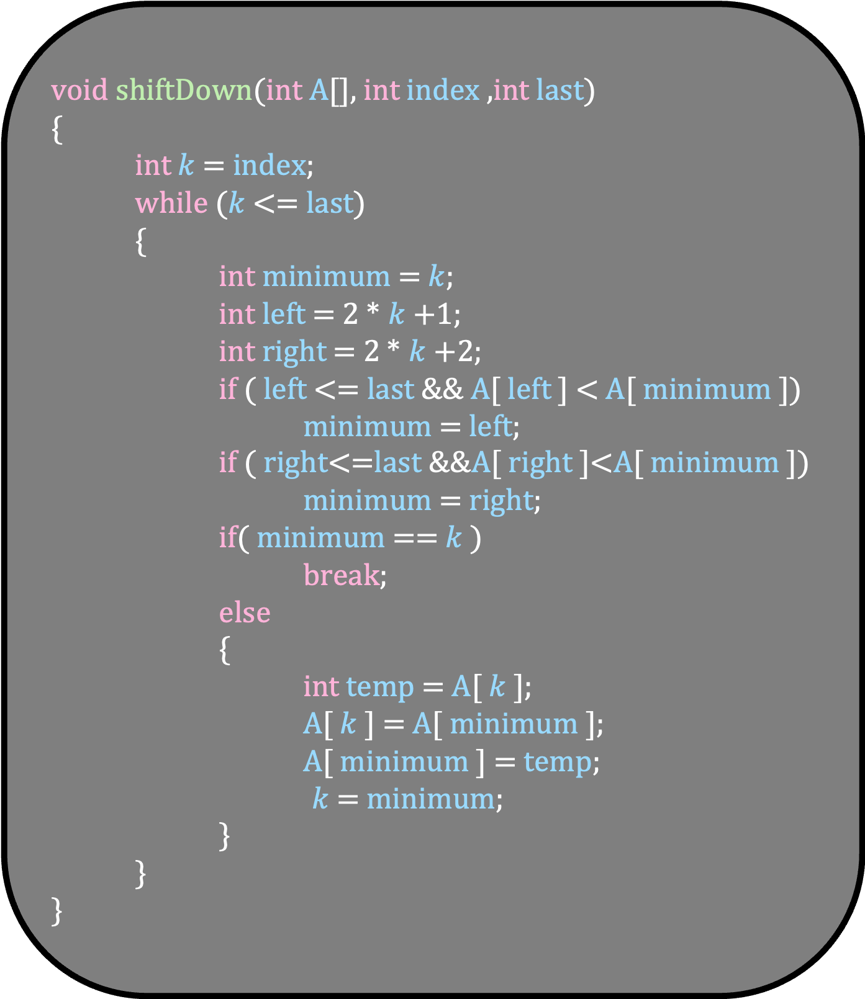 void shiftDown(int A[], int index ,int last)
{
int k = index;
while (k <= last)
{
int minimum = k;
int left = 2 * k +1;
int right = 2 * k +2;
if ( left <= last && A[ left ] < A[ minimum ])
minimum = left;
if ( right<=last &&A[ right ]<A[ minimum ])
minimum = right;
if( minimum == k )
break;
else
{
int temp = A[ k ];
A[ k ] = A[ minimum ];
A[ minimum ] = temp;
k = minimum;
}
}
}